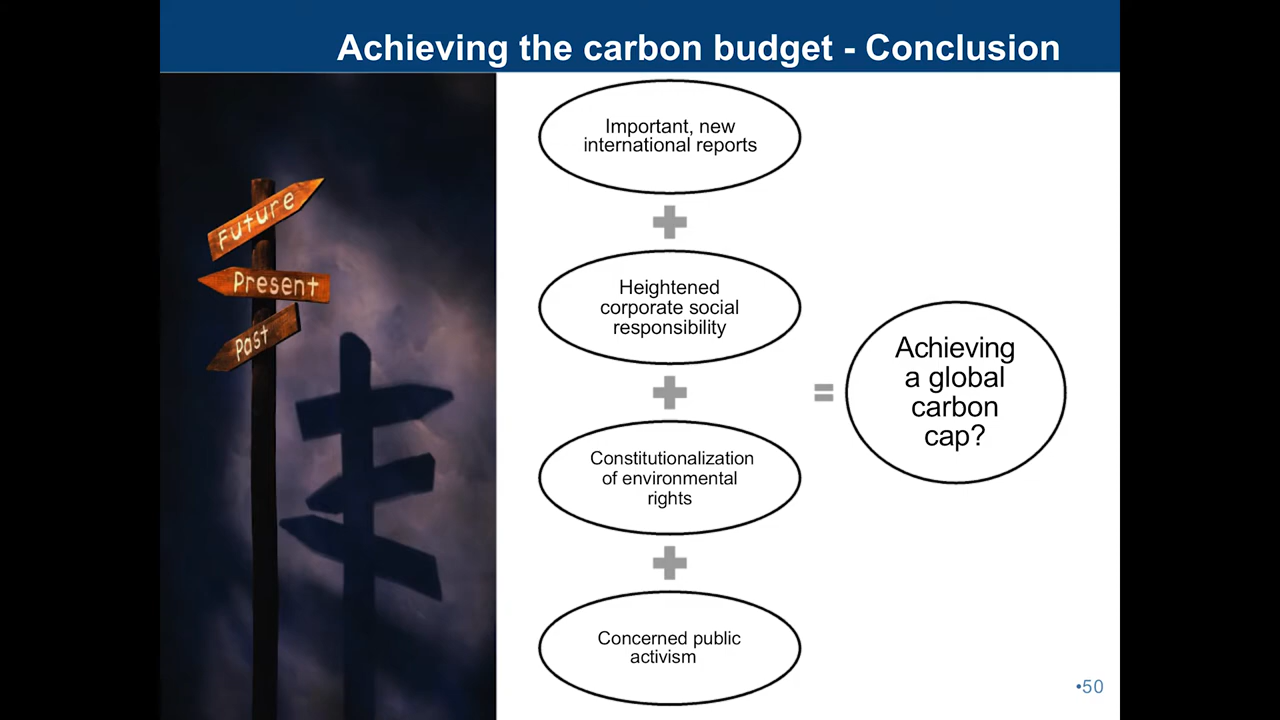 Achieving the carbon budget - Conclusion
Future
Present
Past
Important, new
international reports
Heightened
corporate social
responsibility
Constitutionalization
of environmental
rights
Concerned public
activism
Achieving
a global
carbon
cap?
•50